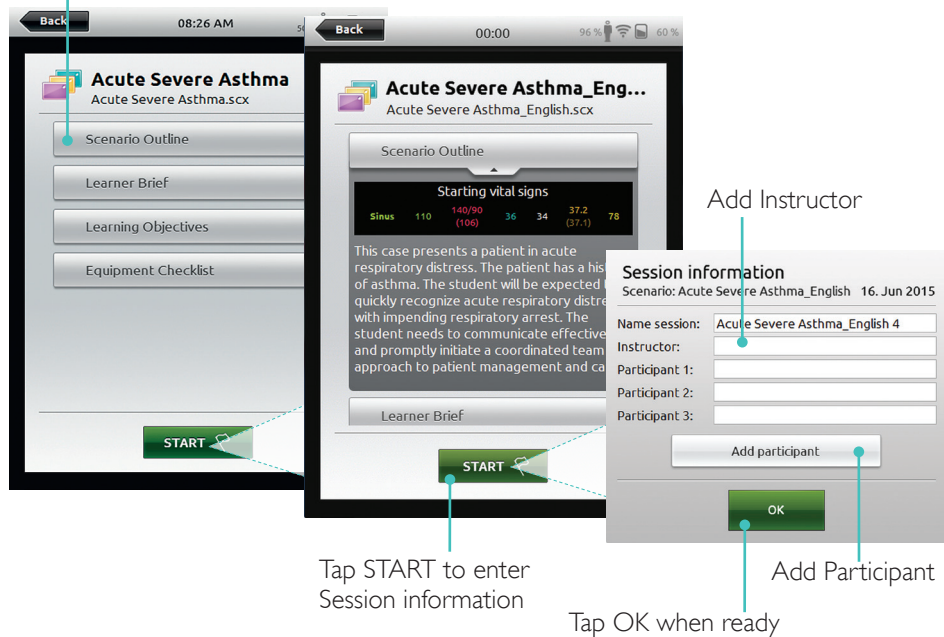 Back
08:26 AM
Acute Severe Asthma
Acute Severe Asthma.scx
Scenario Outline
Learner Brief
Learning Objectives
Equipment Checklist
START
Back
00:00
96 %
60 %
Acute Severe Asthma_Eng...
Acute Severe Asthma_English.scx
Scenario Outline
Starting vital signs
Sinus 110 140/90 (106) 36 34 37.2 (37.1) 78
This case presents a patient in acute
respiratory distress. The patient has a
of asthma. The student will be expected
quickly recognize acute respiratory
with impending respiratory arrest. The
student needs to communicate
and promptly initiate a coordinated team
approach to patient management and
Learner Brief
START
Add Instructor
Session information
Scenario: Acute Severe Asthma_English 16. Jun 2015
Name session: Acute Severe Asthma_English 4
Instructor:
Participant 1:
Participant 2:
Participant 3:
Add participant
OK
Tap START to enter
Session information
Add Participant
Tap OK when ready